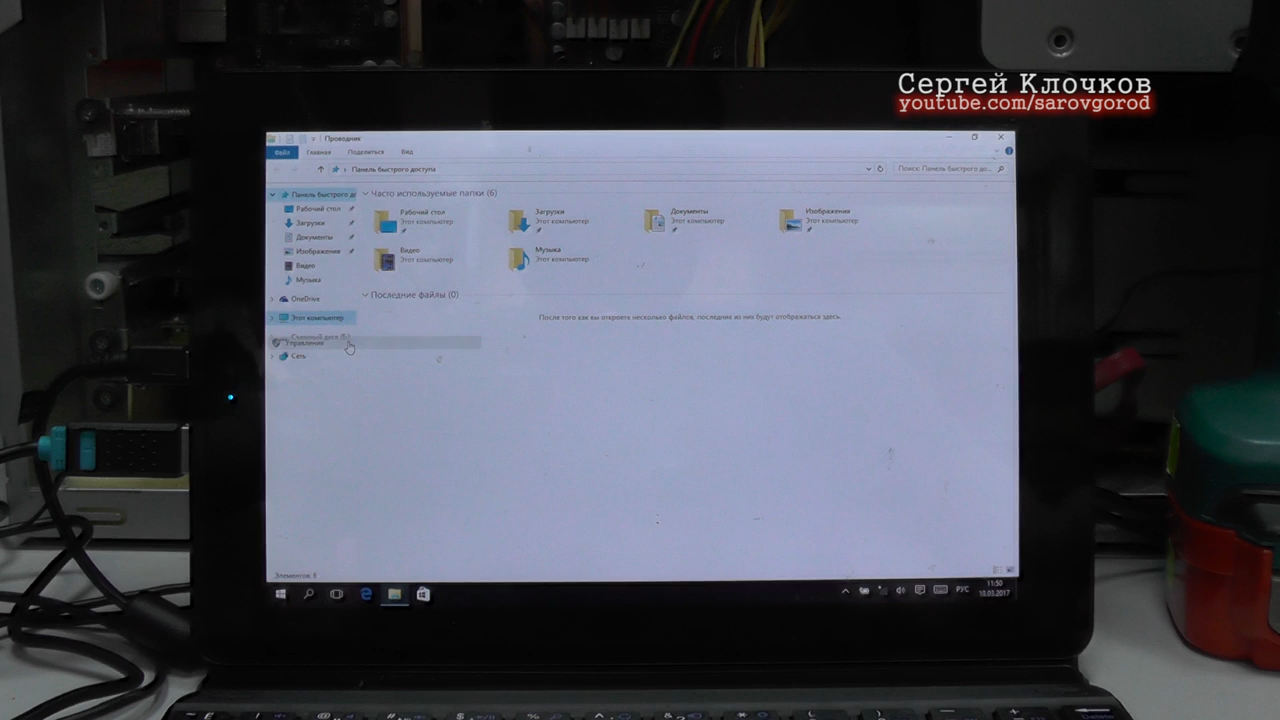 Сергей Клочков
youtube.com/sarovgorod
Проводник
Файл
Главная
Поделиться
Вид
Панель быстрого доступа
Поиск: Панель быстрого до...
Панель быстрого до
Рабочий стол
Загрузки
Документы
Изображения
Видео
Музыка
OneDrive
Этот компьютер
Съемный диск (D:)
Управление
Сеть
Часто используемые папки (6)
Рабочий стол
Этот компьютер
Загрузки
Этот компьютер
Документы
Этот компьютер
Изображения
Этот компьютер
Видео
Этот компьютер
Музыка
Этот компьютер
Последние файлы (0)
После того как вы откроете несколько файлов, последние из них будут отображаться здесь.
РУС
11:50
10.03.2017